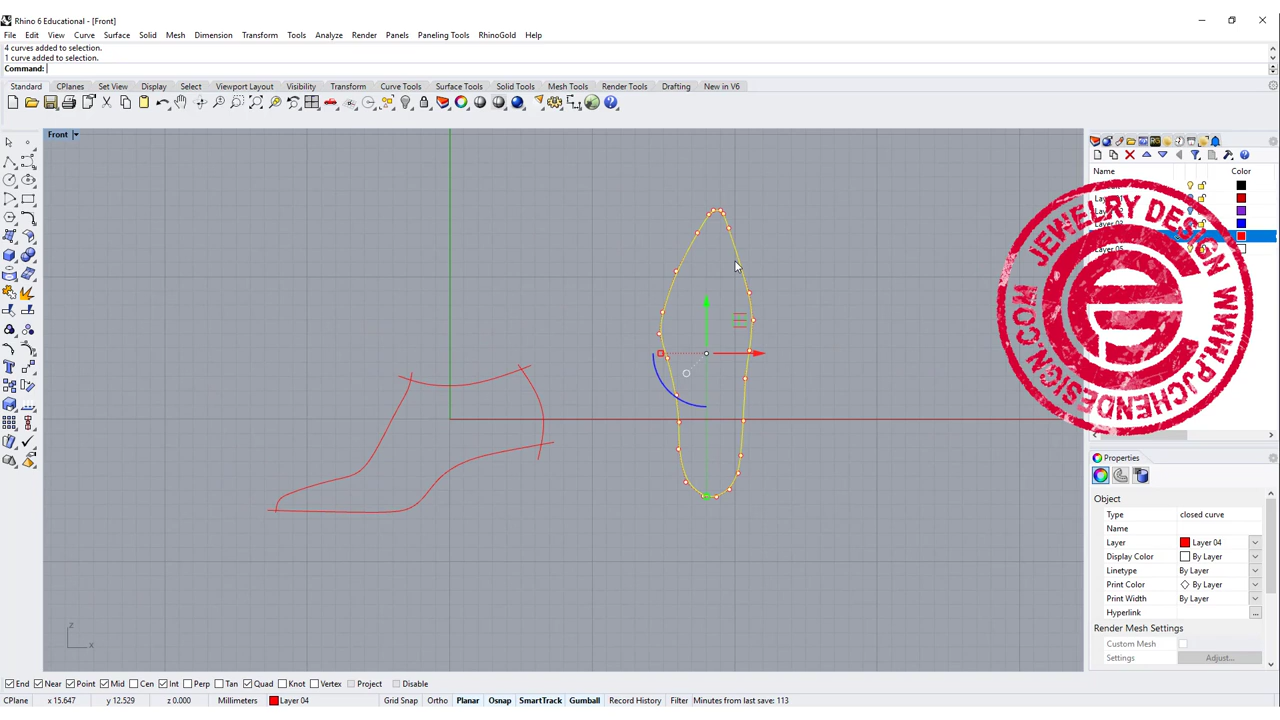 Rhino 6 Educational - [Front]
File Edit View Curve Surface Solid Mesh Dimension Transform Tools Analyze Render Panels Paneling Tools RhinoGold Help
4 curves added to selection.
1 curve added to selection.
Command:
Standard CPlanes Set View Display Select Viewport Layout Visibility Transform Curve Tools Surface Tools Solid Tools Mesh Tools Render Tools Drafting New in V6
Front
Name Color
JEWELRY DESIGN WWW.PJCHENDESIGN.COM
Properties
Object
Type closed curve
Name
Layer Layer 04
Display Color By Layer
Linetype By Layer
Print Color By Layer
Print Width By Layer
Hyperlink ...
Render Mesh Settings
Custom Mesh
Settings Adjust...
z
x
End Near Point Mid Cen Int Perp Tan Quad Knot Vertex Project Disable
CPlane x 15.647 y 12.529 z 0.000 Millimeters Layer 04 Grid Snap Ortho Planar Osnap SmartTrack Gumball Record History Filter Minutes from last save: 113